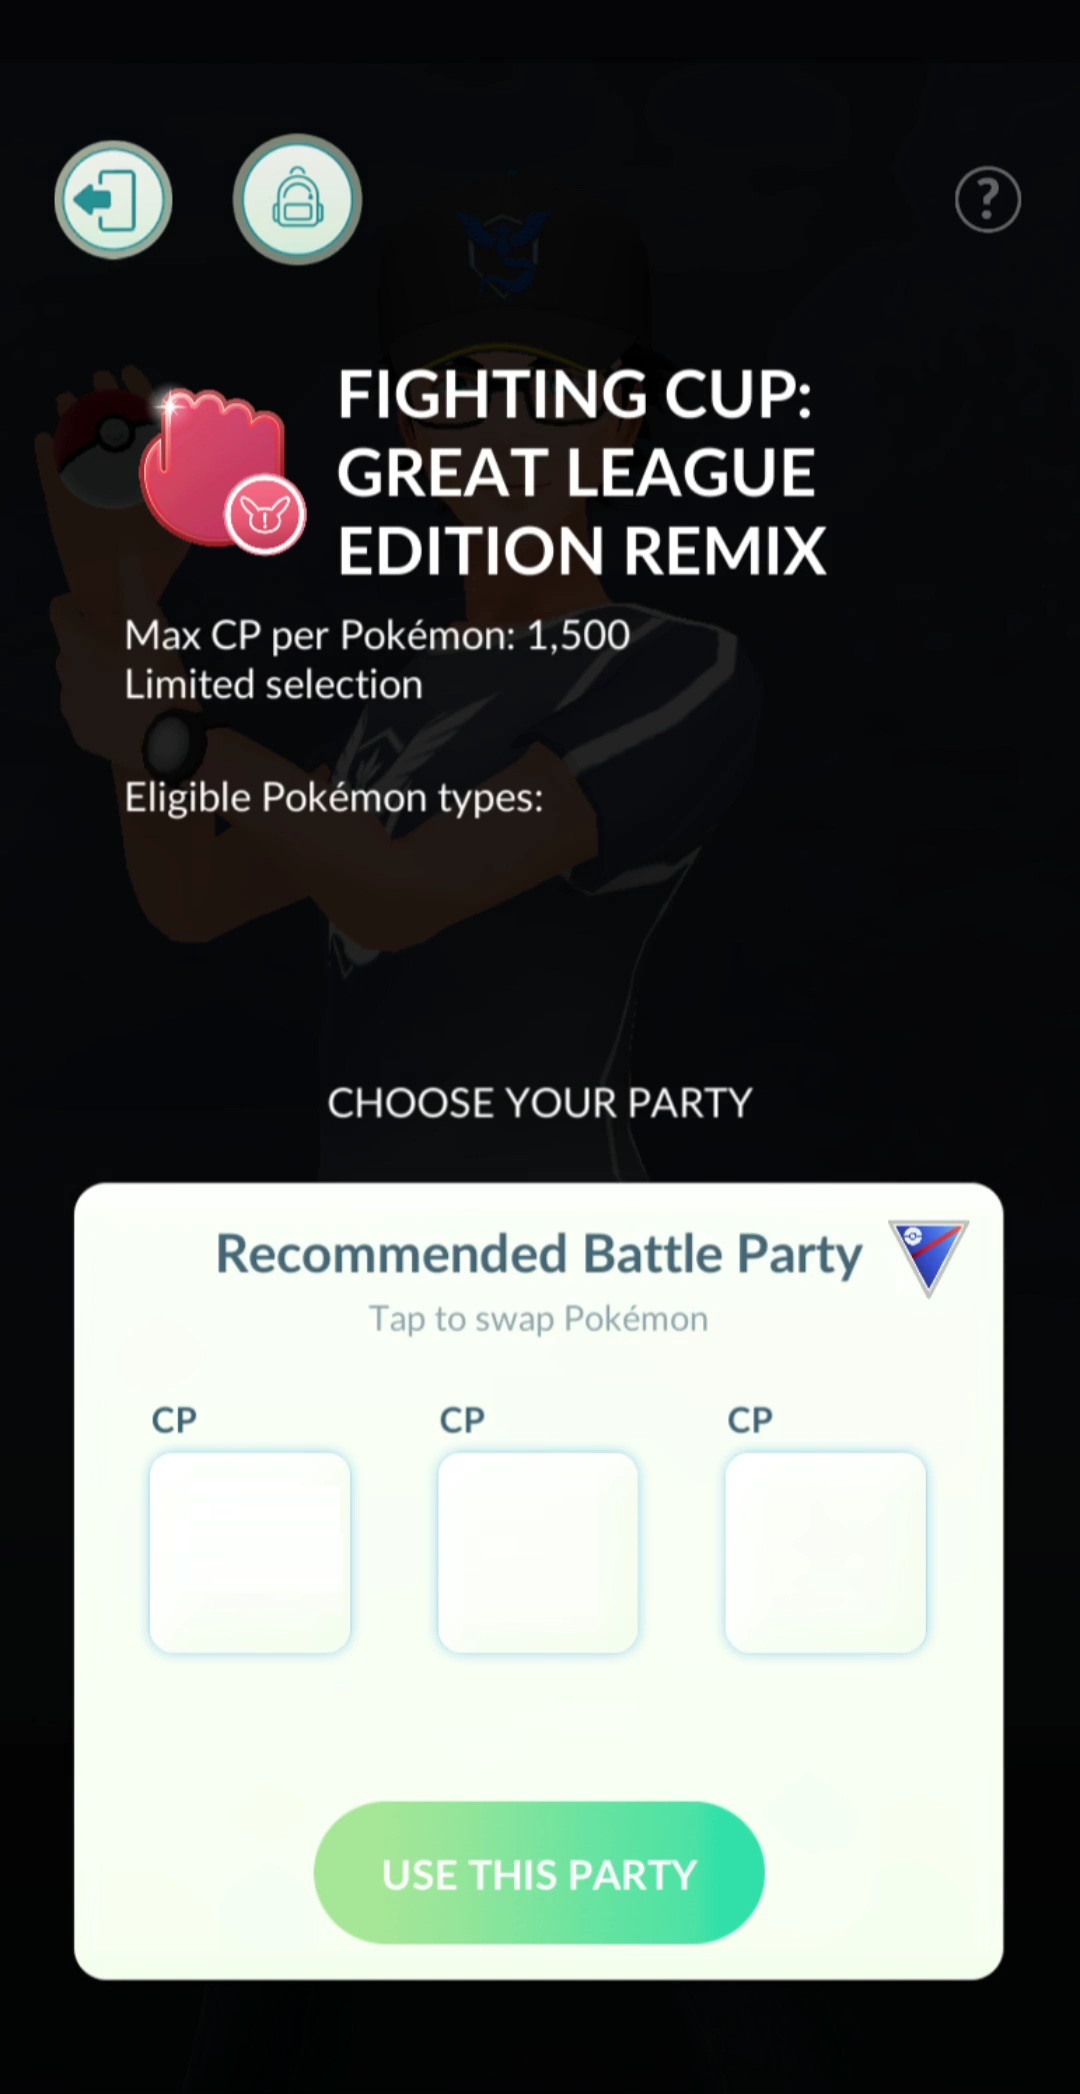 ?
FIGHTING CUP:
GREAT LEAGUE
EDITION REMIX
Max CP per Pokémon: 1,500
Limited selection
Eligible Pokémon types:
CHOOSE YOUR PARTY
Recommended Battle Party
Tap to swap Pokémon
CP CP CP
USE THIS PARTY